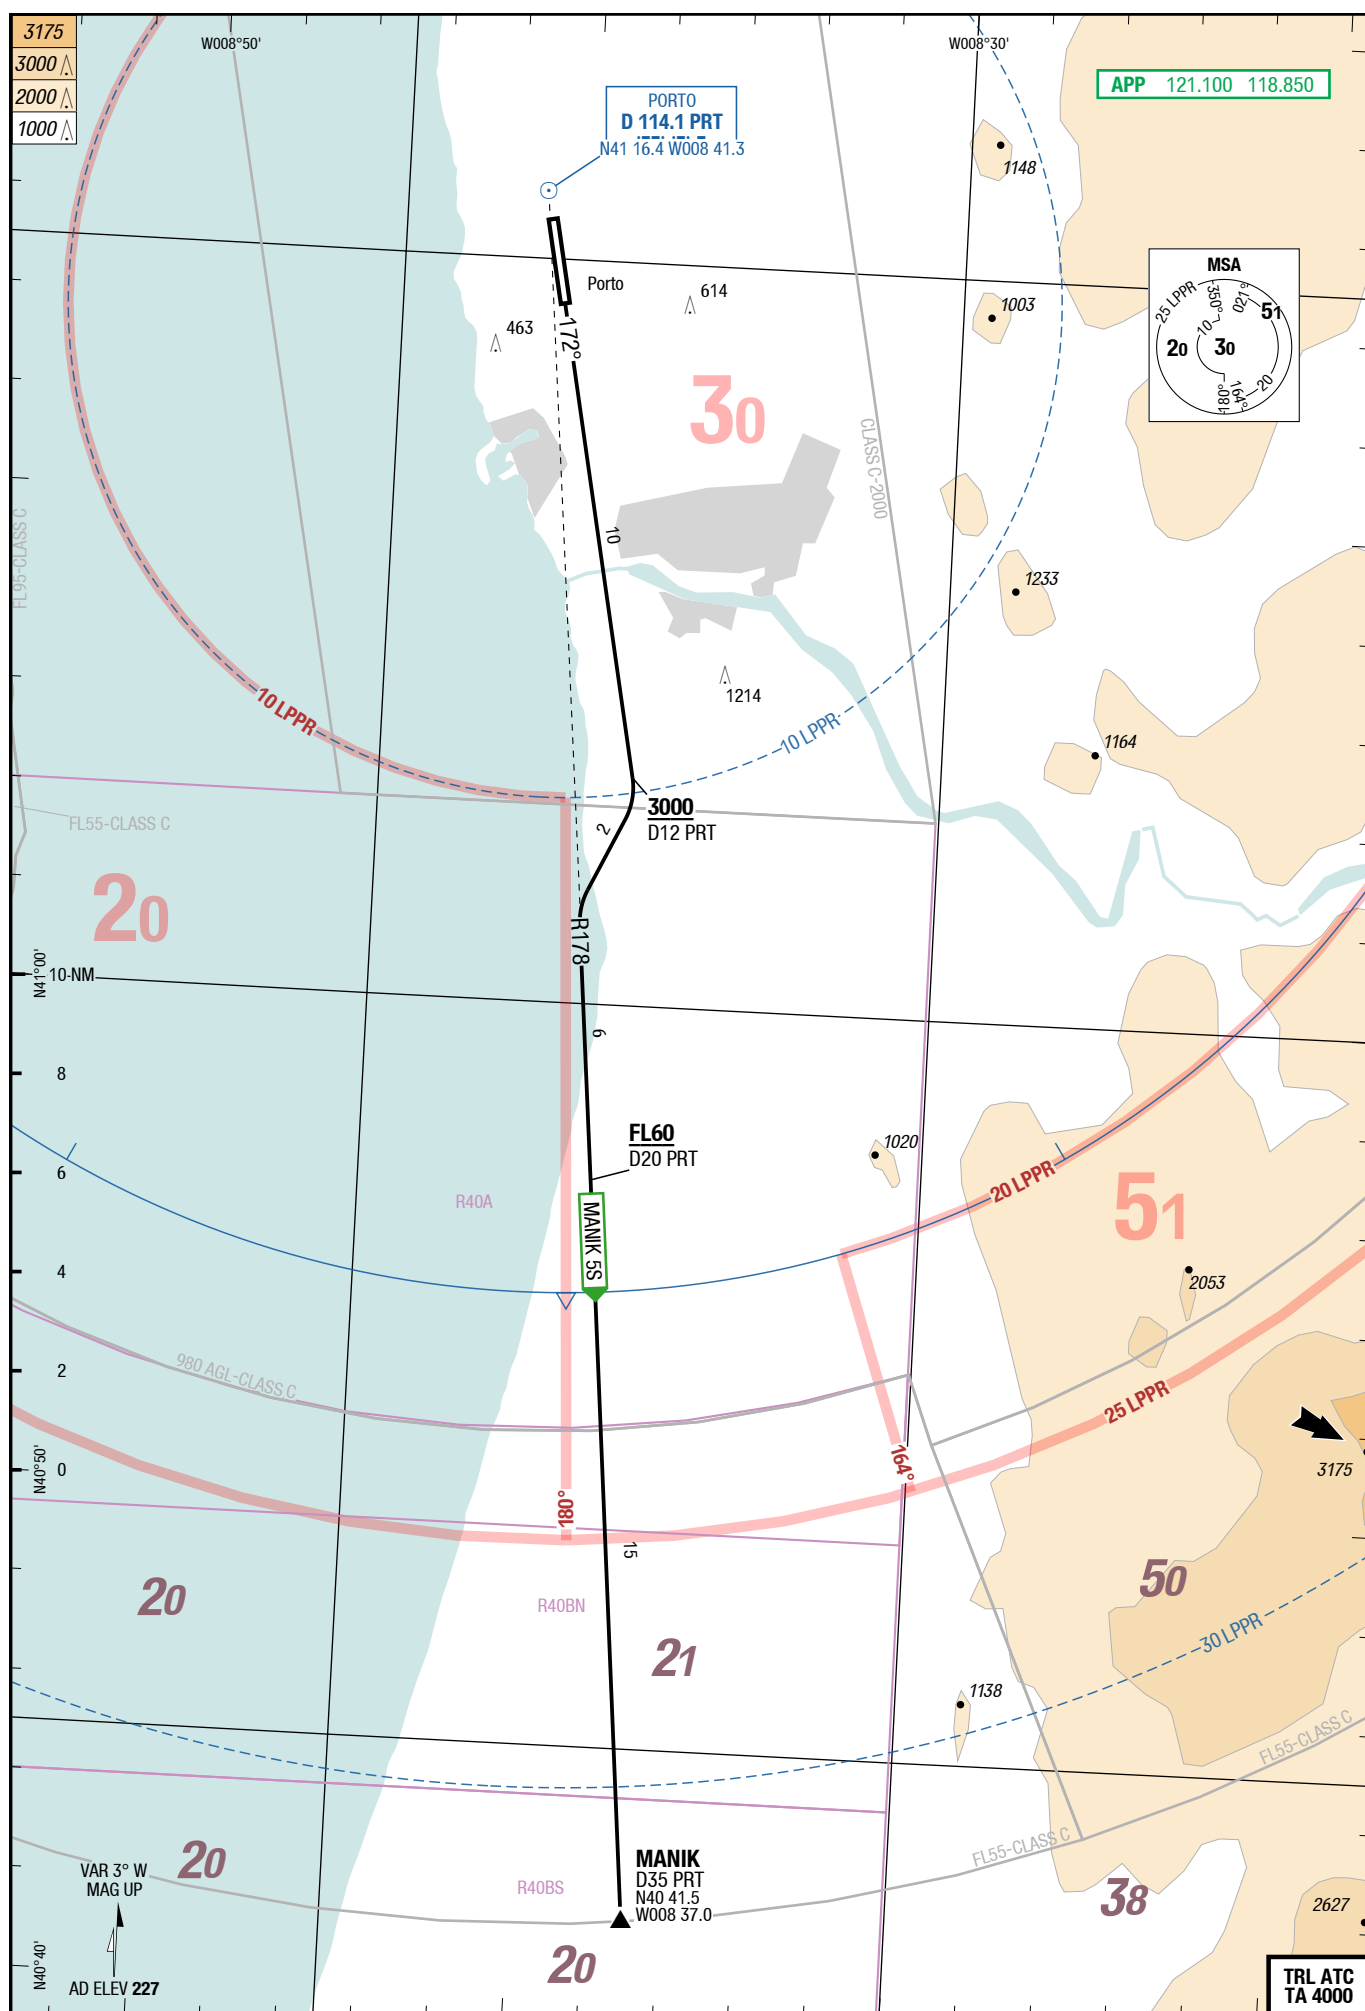 3175
3000
2000
1000
W008°50'
W008°30'
APP 121.100 118.850
PORTO
D 114.1 PRT
N41 16.4 W008 41.3
1148
MSA
25 LPPR
350°
021°
51
10
20
30
180°
164°
20
Porto
614
463
1003
172°
30
CLASS C-2000
FL95-CLASS C
10
1233
1214
10 LPPR
10 LPPR
1164
3000
D12 PRT
2
FL55-CLASS C
20
R178
N41°00'
10 NM
6
8
FL60
D20 PRT
1020
6
R40A
20 LPPR
51
MANIK 5S
4
2053
2
980 AGL-CLASS C
25 LPPR
164°
N40°50'
0
3175
180°
15
20
R40BN
50
21
30 LPPR
1138
FL55-CLASS C
FL55-CLASS C
20
MANIK
D35 PRT
N40 41.5
W008 37.0
VAR 3° W
MAG UP
R40BS
38
2627
20
N40°40'
AD ELEV 227
TRL ATC
TA 4000